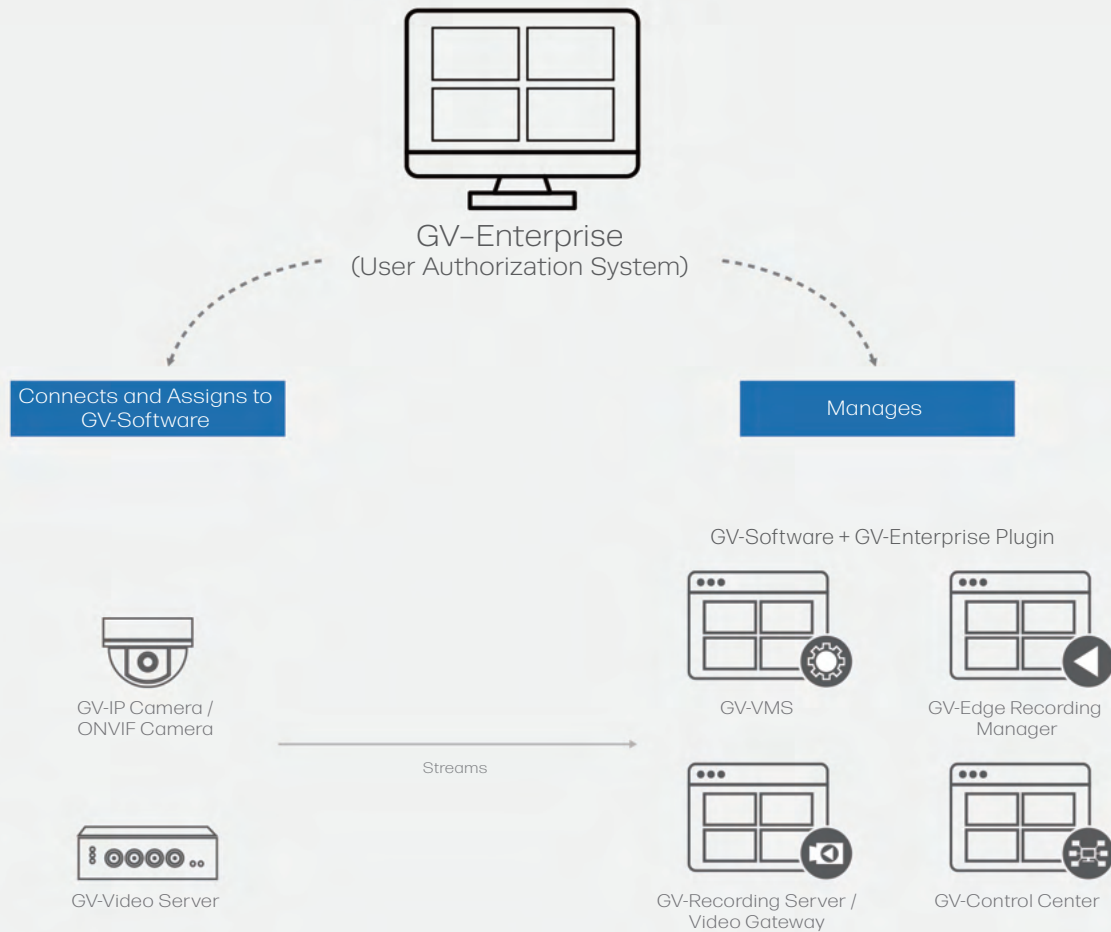 GV-Enterprise
(User Authorization System)
Connects and Assigns to
GV-Software
Manages
GV-Software + GV-Enterprise Plugin
GV-IP Camera /
ONVIF Camera
Streams
GV-Video Server
GV-VMS
GV-Edge Recording
Manager
GV-Recording Server /
Video Gateway
GV-Control Center